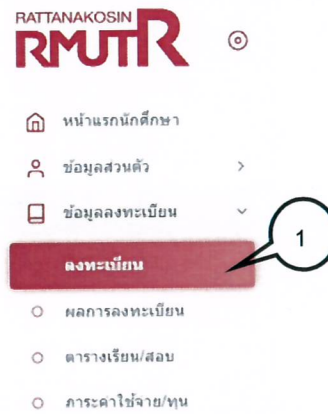 RATTANAKOSIN
RMUTR
หน้าแรกนักศึกษา
ข้อมูลส่วนตัว
ข้อมูลลงทะเบียน
ลงทะเบียน
1
ผลการลงทะเบียน
ตารางเรียน/สอบ
ภาระค่าใช้จ่าย/ทุน